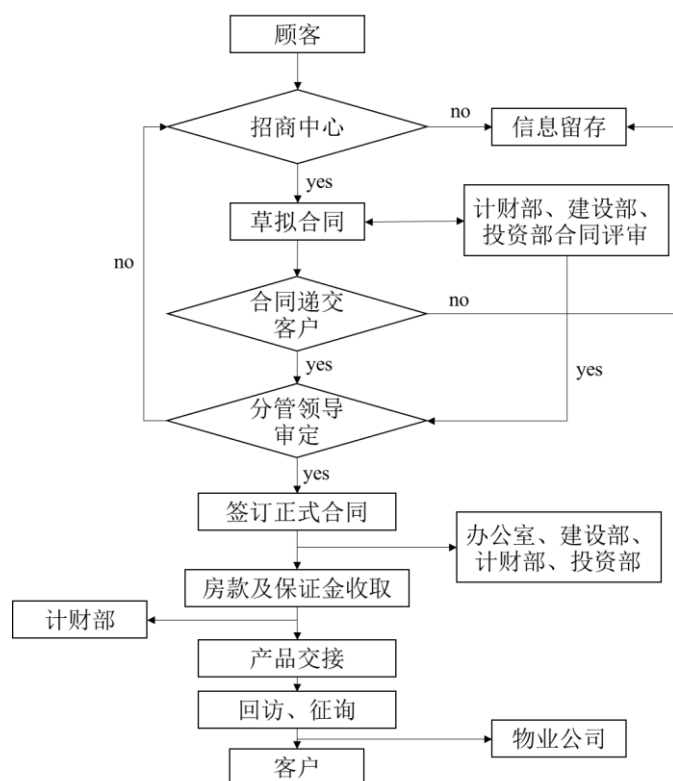 顾客
招商中心
no
信息留存
yes
草拟合同
计财部、建设部、
投资部合同评审
no
合同递交
客户
no
yes
yes
分管领导
审定
yes
签订正式合同
办公室、建设部、
计财部、投资部
房款及保证金收取
计财部
产品交接
回访、征询
物业公司
客户